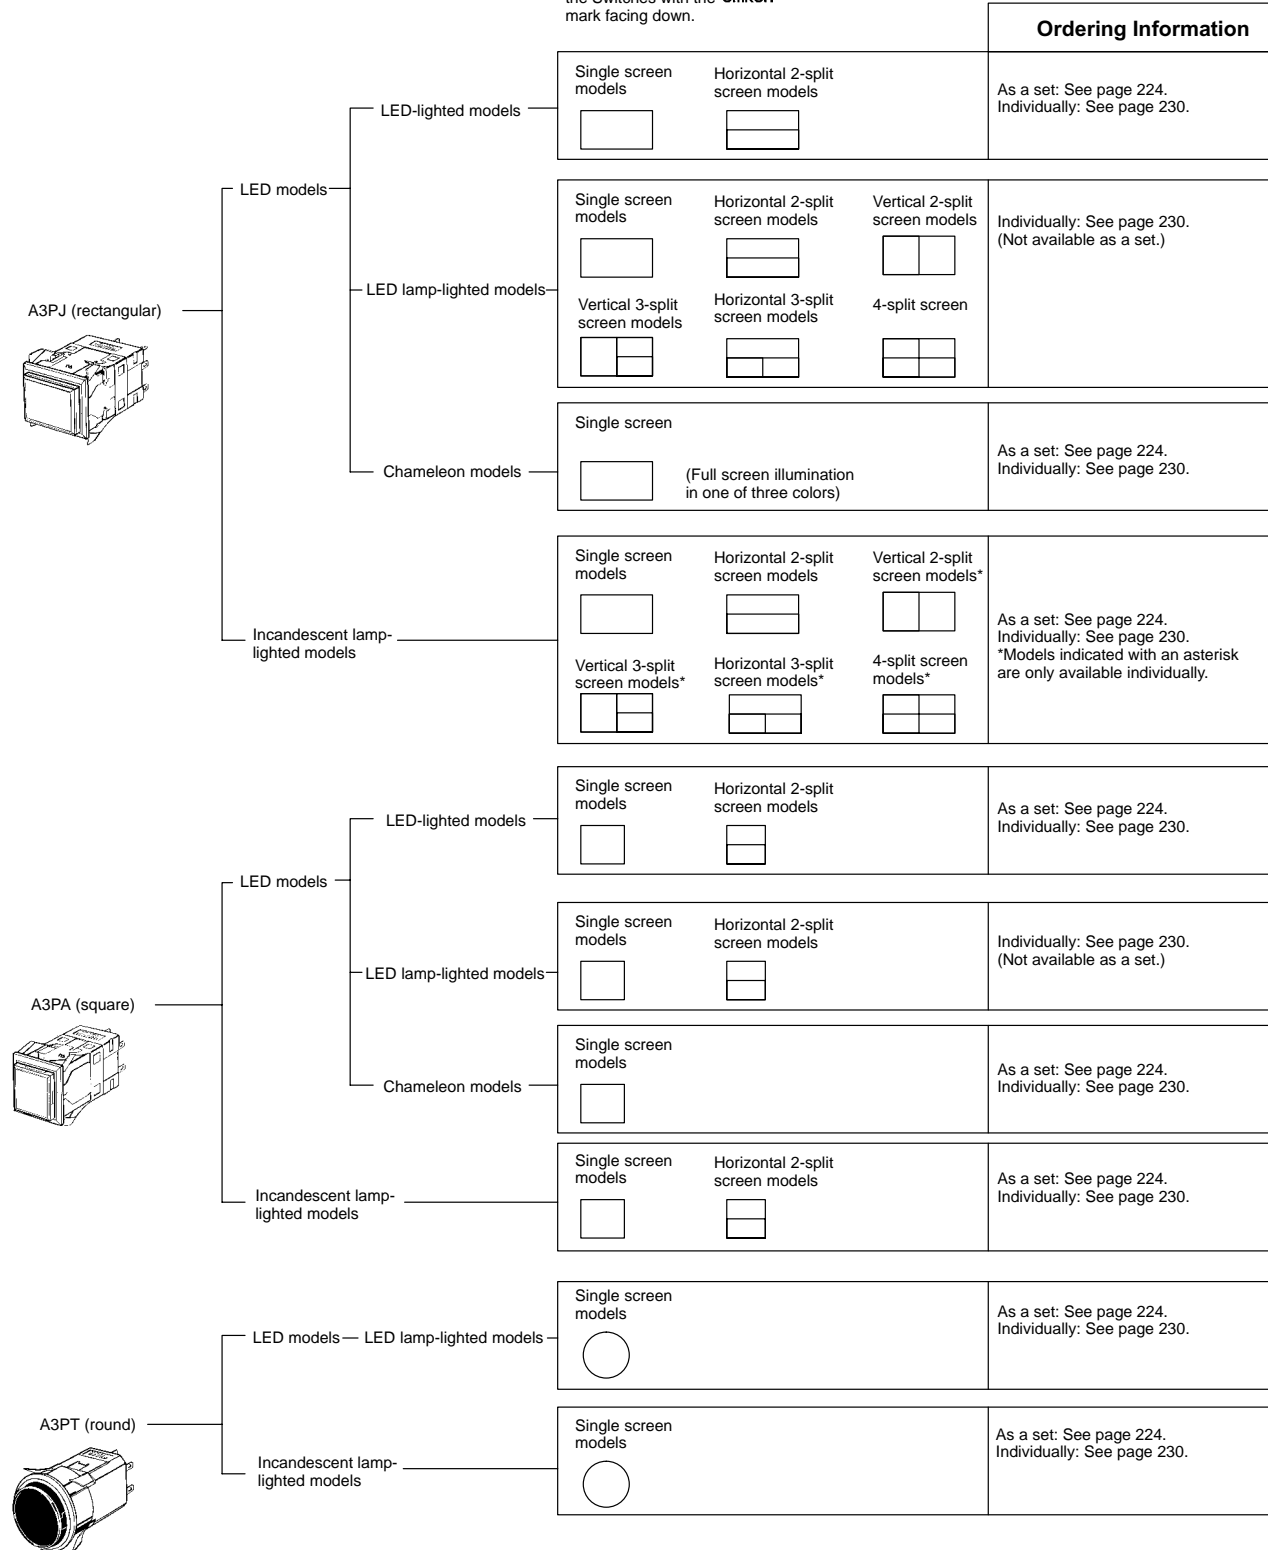 the Switches with the OMRON
mark facing down.
Ordering Information
A3PJ (rectangular)
LED models
LED-lighted models
Single screen
models
Horizontal 2-split
screen models
As a set: See page 224.
Individually: See page 230.
LED lamp-lighted models
Single screen
models
Horizontal 2-split
screen models
Vertical 2-split
screen models
Vertical 3-split
screen models
Horizontal 3-split
screen models
4-split screen
Individually: See page 230.
(Not available as a set.)
Chameleon models
Single screen
(Full screen illumination
in one of three colors)
As a set: See page 224.
Individually: See page 230.
Incandescent lamp-
lighted models
Single screen
models
Horizontal 2-split
screen models
Vertical 2-split
screen models*
Vertical 3-split
screen models*
Horizontal 3-split
screen models*
4-split screen
models*
As a set: See page 224.
Individually: See page 230.
*Models indicated with an asterisk
are only available individually.
A3PA (square)
LED models
LED-lighted models
Single screen
models
Horizontal 2-split
screen models
As a set: See page 224.
Individually: See page 230.
LED lamp-lighted models
Single screen
models
Horizontal 2-split
screen models
Individually: See page 230.
(Not available as a set.)
Chameleon models
Single screen
models
As a set: See page 224.
Individually: See page 230.
Incandescent lamp-
lighted models
Single screen
models
Horizontal 2-split
screen models
As a set: See page 224.
Individually: See page 230.
A3PT (round)
LED models
LED lamp-lighted models
Single screen
models
As a set: See page 224.
Individually: See page 230.
Incandescent lamp-
lighted models
Single screen
models
As a set: See page 224.
Individually: See page 230.